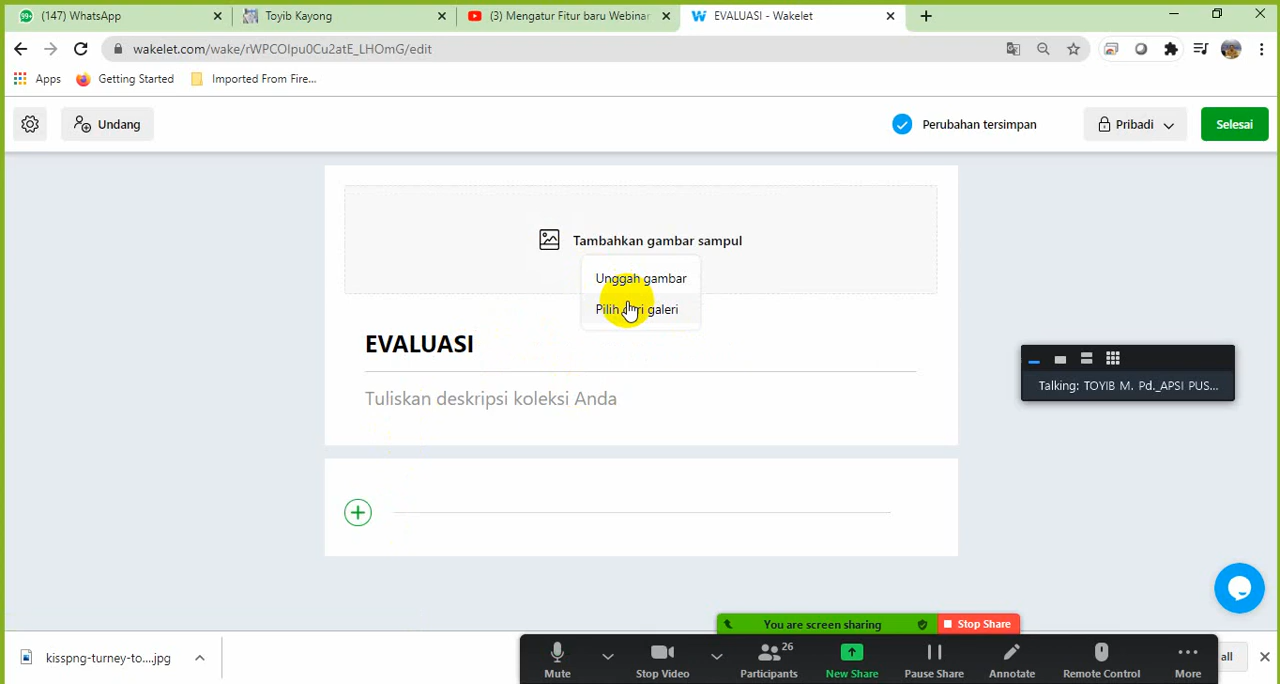 99+ (147) WhatsApp
Toyib Kayong
(3) Mengatur Fitur baru Webinar
EVALUASI - Wakelet
wakelet.com/wake/rWPCOIpu0Cu2atE_LHOmG/edit
Apps
Getting Started
Imported From Fire...
Undang
Perubahan tersimpan
Pribadi
Selesai
Tambahkan gambar sampul
Unggah gambar
Pilih dari galeri
EVALUASI
Tuliskan deskripsi koleksi Anda
Talking: TOYIB M. Pd._APSI PUS...
You are screen sharing
Stop Share
kisspng-turney-to....jpg
Mute
Stop Video
26
Participants
New Share
Pause Share
Annotate
Remote Control
More
all